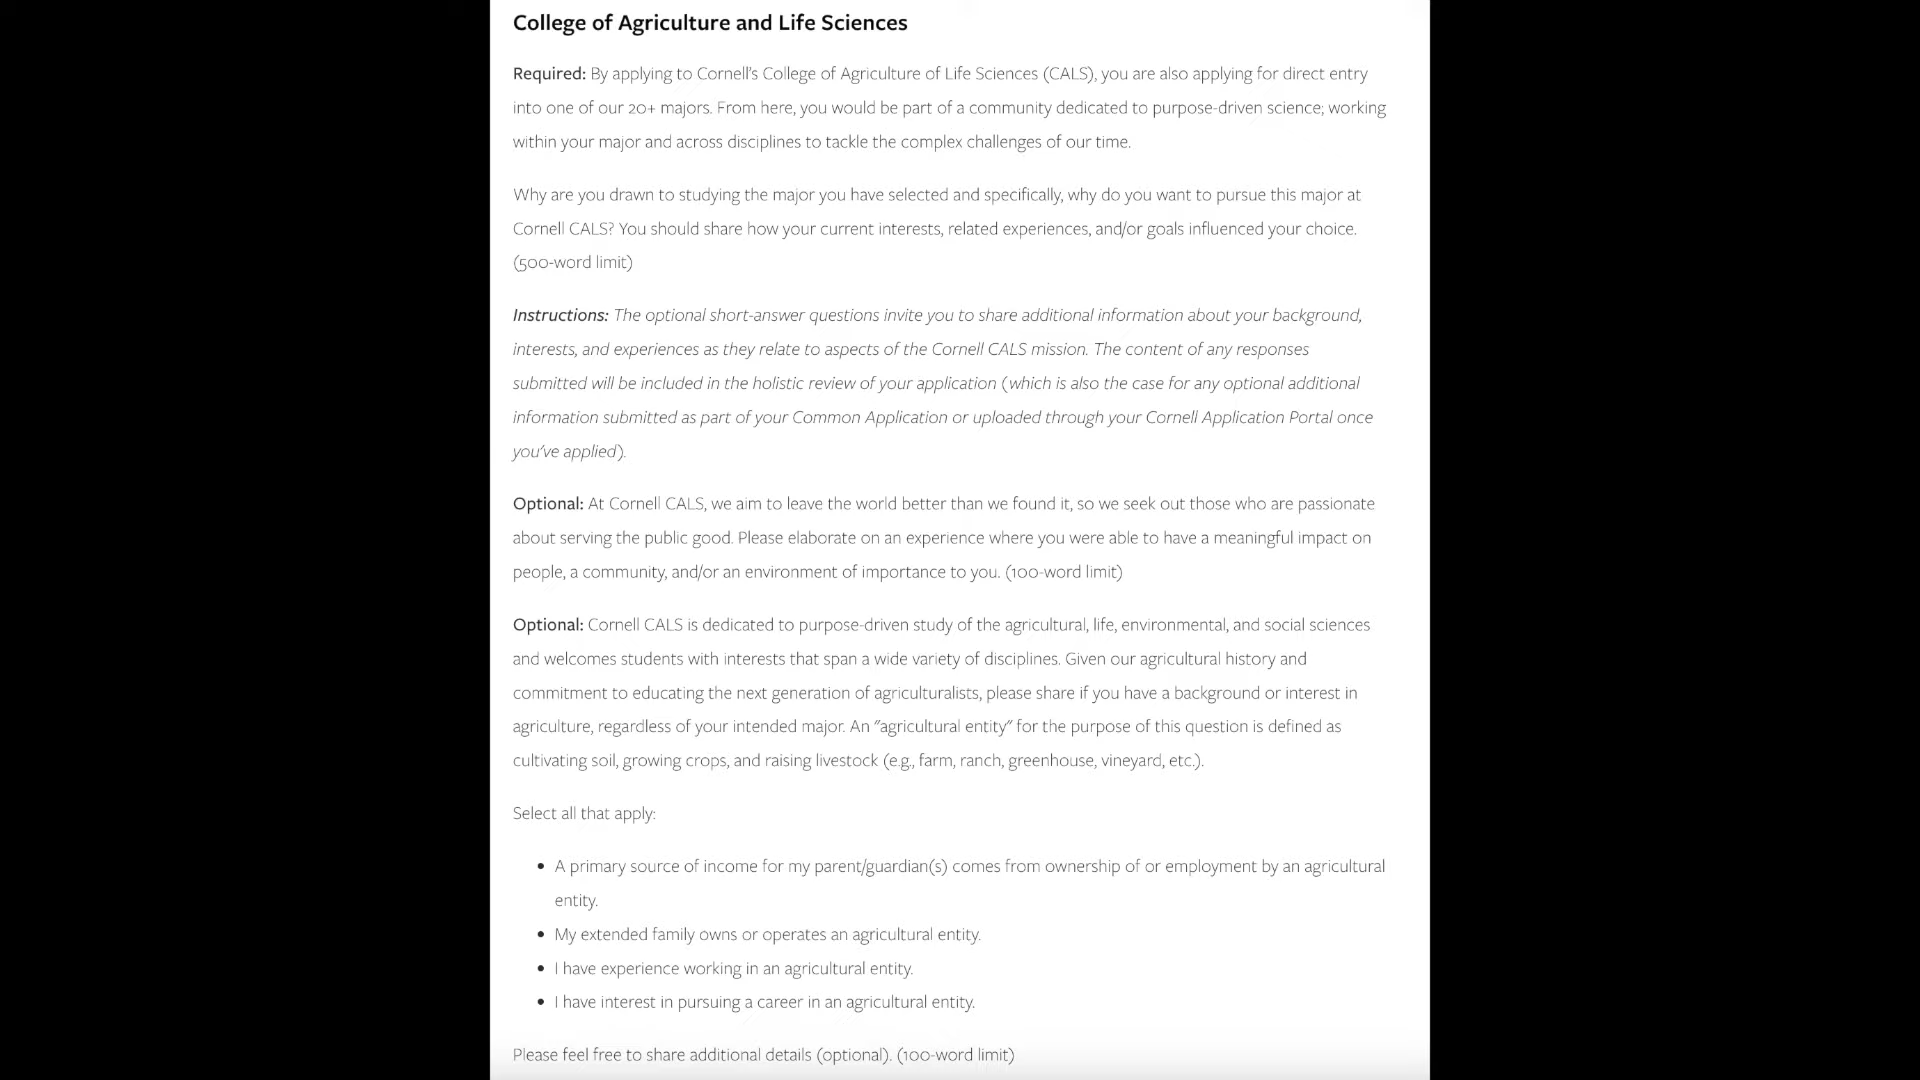 College of Agriculture and Life Sciences
Required: By applying to Cornell's College of Agriculture of Life Sciences (CALS), you are also applying for direct entry
into one of our 20+ majors. From here, you would be part of a community dedicated to purpose-driven science; working
within your major and across disciplines to tackle the complex challenges of our time.
Why are you drawn to studying the major you have selected and specifically, why do you want to pursue this major at
Cornell CALS? You should share how your current interests, related experiences, and/or goals influenced your choice.
(500-word limit)
Instructions: The optional short-answer questions invite you to share additional information about your background,
interests, and experiences as they relate to aspects of the Cornell CALS mission. The content of any responses
submitted will be included in the holistic review of your application (which is also the case for any optional additional
information submitted as part of your Common Application or uploaded through your Cornell Application Portal once
you've applied).
Optional: At Cornell CALS, we aim to leave the world better than we found it, so we seek out those who are passionate
about serving the public good. Please elaborate on an experience where you were able to have a meaningful impact on
people, a community, and/or an environment of importance to you. (100-word limit)
Optional: Cornell CALS is dedicated to purpose-driven study of the agricultural, life, environmental, and social sciences
and welcomes students with interests that span a wide variety of disciplines. Given our agricultural history and
commitment to educating the next generation of agriculturalists, please share if you have a background or interest in
agriculture, regardless of your intended major. An "agricultural entity" for the purpose of this question is defined as
cultivating soil, growing crops, and raising livestock (e.g., farm, ranch, greenhouse, vineyard, etc.).
Select all that apply:
• A primary source of income for my parent/guardian(s) comes from ownership of or employment by an agricultural
entity.
• My extended family owns or operates an agricultural entity.
• I have experience working in an agricultural entity.
• I have interest in pursuing a career in an agricultural entity.
Please feel free to share additional details (optional). (100-word limit)